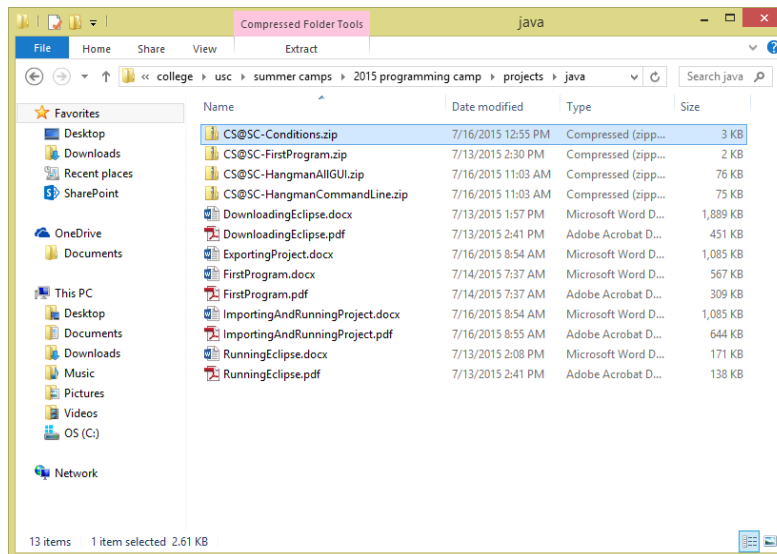 Compressed Folder Tools
java
File Home Share View Extract
« college usc summer camps 2015 programming camp projects java Search java
Name Date modified Type Size
Favorites
Desktop
Downloads
Recent places
SharePoint
OneDrive
Documents
This PC
Desktop
Documents
Downloads
Music
Pictures
Videos
OS (C:)
Network
CS@SC-Conditions.zip 7/16/2015 12:55 PM Compressed (zipp... 3 KB
CS@SC-FirstProgram.zip 7/13/2015 2:30 PM Compressed (zipp... 2 KB
CS@SC-HangmanAllGUI.zip 7/16/2015 11:03 AM Compressed (zipp... 76 KB
CS@SC-HangmanCommandLine.zip 7/16/2015 11:03 AM Compressed (zipp... 75 KB
DownloadingEclipse.docx 7/13/2015 1:57 PM Microsoft Word D... 1,889 KB
DownloadingEclipse.pdf 7/13/2015 2:41 PM Adobe Acrobat D... 451 KB
ExportingProject.docx 7/16/2015 8:54 AM Microsoft Word D... 1,085 KB
FirstProgram.docx 7/14/2015 7:37 AM Microsoft Word D... 567 KB
FirstProgram.pdf 7/14/2015 7:37 AM Adobe Acrobat D... 309 KB
ImportingAndRunningProject.docx 7/16/2015 8:54 AM Microsoft Word D... 1,085 KB
ImportingAndRunningProject.pdf 7/16/2015 8:55 AM Adobe Acrobat D... 644 KB
RunningEclipse.docx 7/13/2015 2:08 PM Microsoft Word D... 171 KB
RunningEclipse.pdf 7/13/2015 2:41 PM Adobe Acrobat D... 138 KB
13 items 1 item selected 2.61 KB